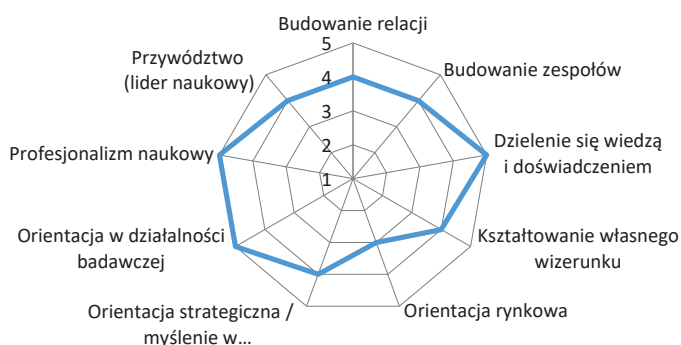 Budowanie relacji
5
4
3
2
1
Budowanie zespołów
Dzielenie się wiedzą
i doświadczeniem
Kształtowanie własnego
wizerunku
Orientacja rynkowa
Orientacja strategiczna /
myślenie w...
Orientacja w działalności
badawczej
Profesjonalizm naukowy
Przywództwo
(lider naukowy)